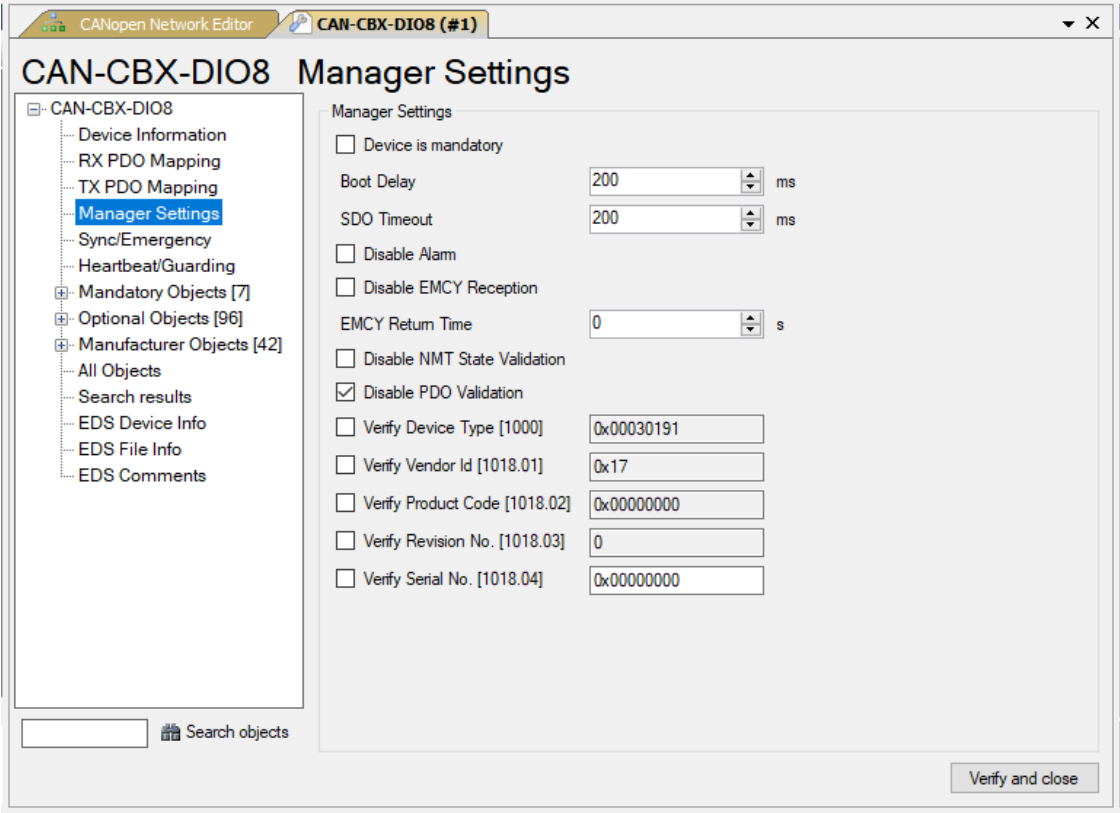 CANopen Network Editor
CAN-CBX-DIO8 (#1)
CAN-CBX-DIO8 Manager Settings
CAN-CBX-DIO8
Device Information
RX PDO Mapping
TX PDO Mapping
Manager Settings
Sync/Emergency
Heartbeat/Guarding
Mandatory Objects [7]
Optional Objects [96]
Manufacturer Objects [42]
All Objects
Search results
EDS Device Info
EDS File Info
EDS Comments
Search objects
Manager Settings
Device is mandatory
Boot Delay 200 ms
SDO Timeout 200 ms
Disable Alarm
Disable EMCY Reception
EMCY Return Time 0 s
Disable NMT State Validation
Disable PDO Validation
Verify Device Type [1000] 0x00030191
Verify Vendor Id [1018.01] 0x17
Verify Product Code [1018.02] 0x00000000
Verify Revision No. [1018.03] 0
Verify Serial No. [1018.04] 0x00000000
Verify and close